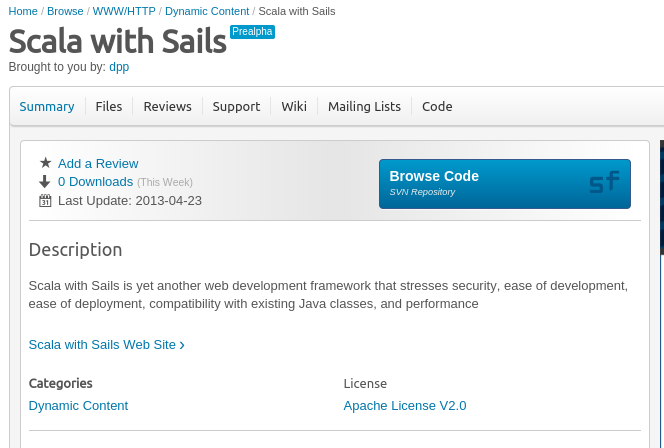 Home / Browse / WWW/HTTP / Dynamic Content / Scala with Sails
Scala with Sails Prealpha
Brought to you by: dpp
Summary Files Reviews Support Wiki Mailing Lists Code
Add a Review
0 Downloads (This Week)
Last Update: 2013-04-23
Browse Code
SVN Repository
sf
31
Description
Scala with Sails is yet another web development framework that stresses security, ease of development,
ease of deployment, compatibility with existing Java classes, and performance
Scala with Sails Web Site ›
Categories
Dynamic Content
License
Apache License V2.0